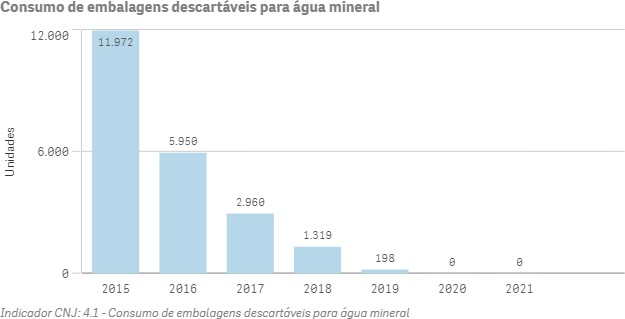 Consumo de embalagens descartáveis para água mineral
12.000
11.972
5.950
Unidades
6.000
2.960
1.319
198
0
0
0
2015 2016 2017 2018 2019 2020 2021
Indicador CNJ: 4.1 - Consumo de embalagens descartáveis para água mineral